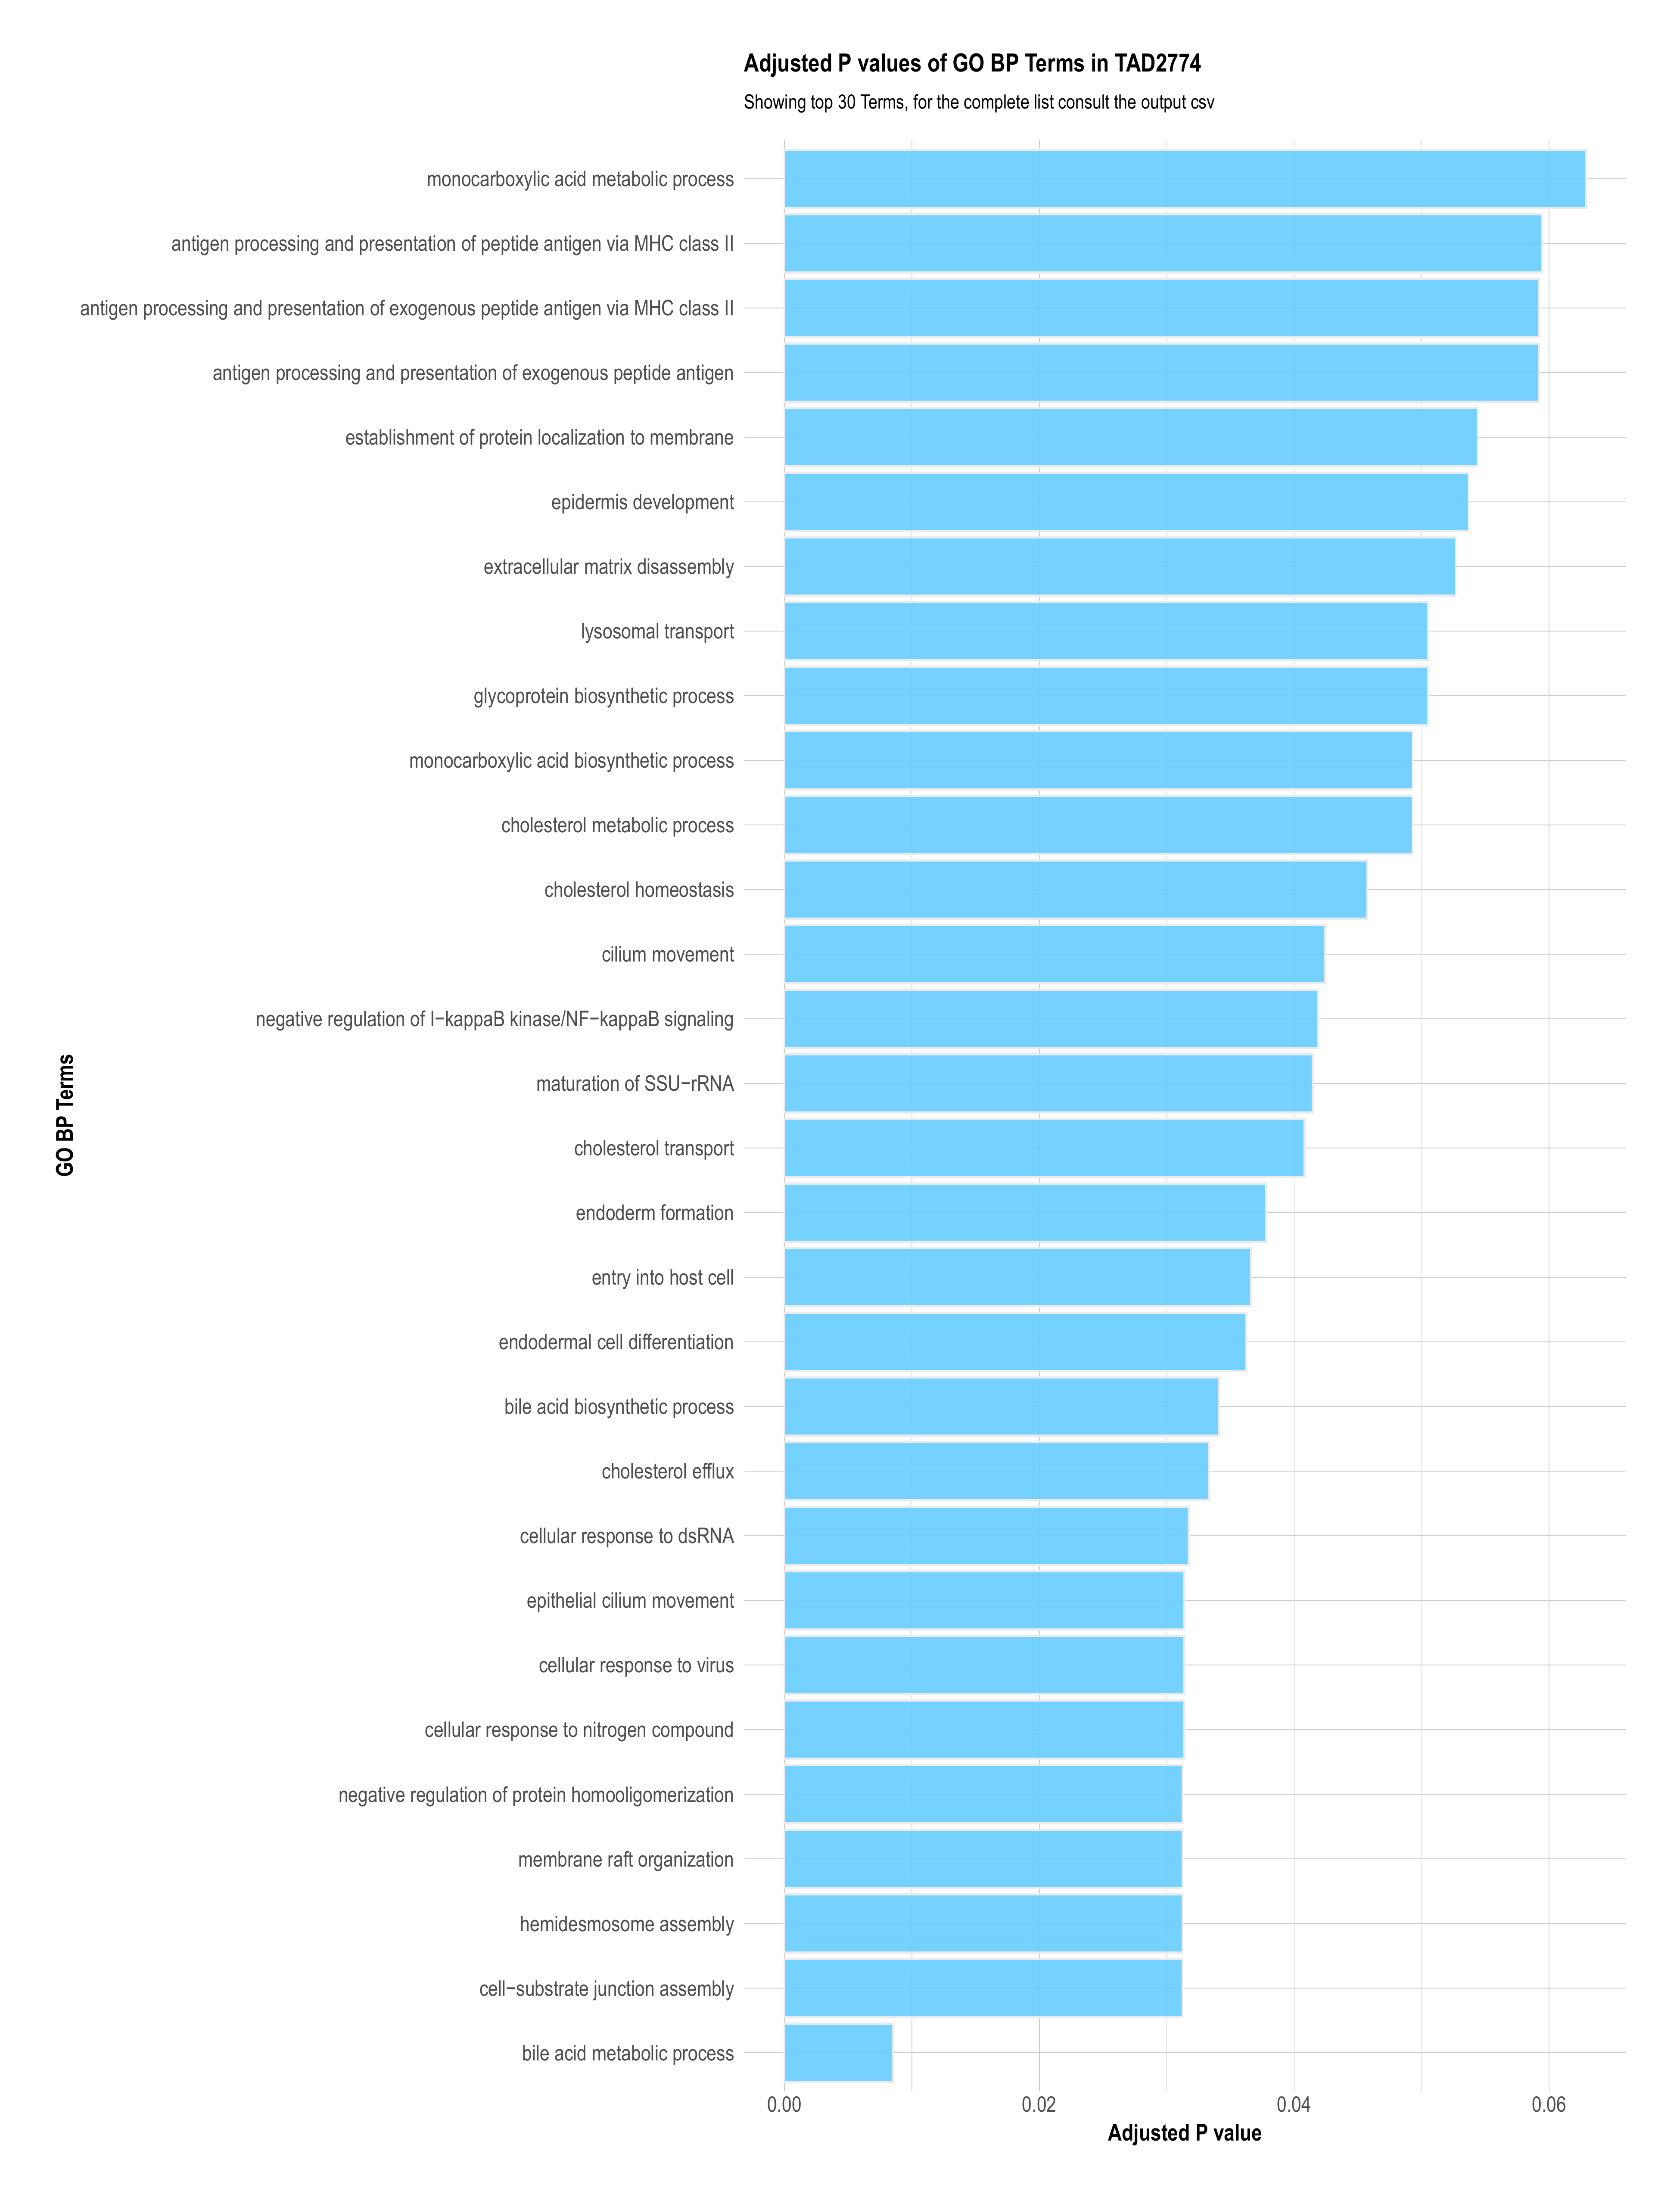 Adjusted P values of GO BP Terms in TAD2774
Showing top 30 Terms, for the complete list consult the output csv
monocarboxylic acid metabolic process
antigen processing and presentation of peptide antigen via MHC class II
antigen processing and presentation of exogenous peptide antigen via MHC class II
antigen processing and presentation of exogenous peptide antigen
establishment of protein localization to membrane
epidermis development
extracellular matrix disassembly
lysosomal transport
glycoprotein biosynthetic process
monocarboxylic acid biosynthetic process
cholesterol metabolic process
cholesterol homeostasis
cilium movement
negative regulation of I−kappaB kinase/NF−kappaB signaling
maturation of SSU−rRNA
cholesterol transport
endoderm formation
entry into host cell
endodermal cell differentiation
bile acid biosynthetic process
cholesterol efflux
cellular response to dsRNA
epithelial cilium movement
cellular response to virus
cellular response to nitrogen compound
negative regulation of protein homooligomerization
membrane raft organization
hemidesmosome assembly
cell−substrate junction assembly
bile acid metabolic process
GO BP Terms
0.00 0.02 0.04 0.06
Adjusted P value